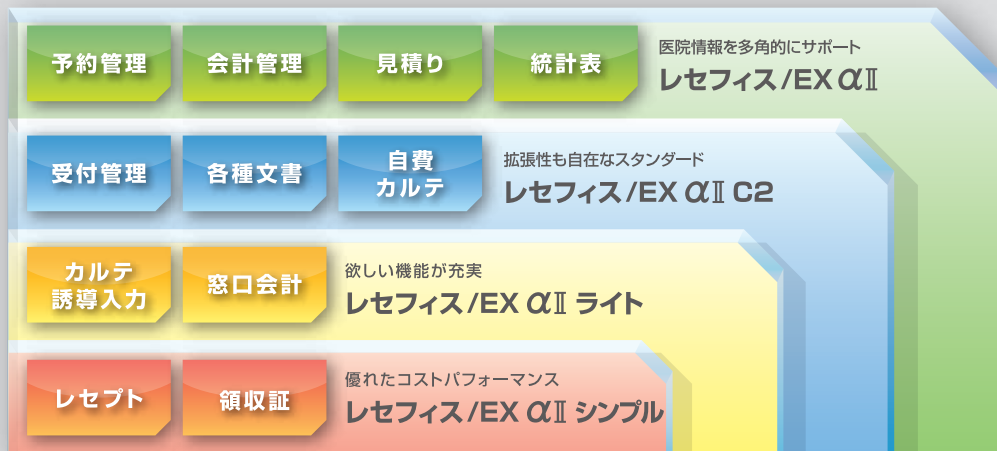 予約管理
会計管理
見積り
統計表
医院情報を多角的にサポート
レセフィス/EX αⅡ
受付管理
各種文書
自費
カルテ
拡張性も自在なスタンダード
レセフィス/EX αⅡ C2
カルテ
誘導入力
窓口会計
欲しい機能が充実
レセフィス/EX αⅡ ライト
レセプト
領収証
優れたコストパフォーマンス
レセフィス/EX αⅡ シンプル